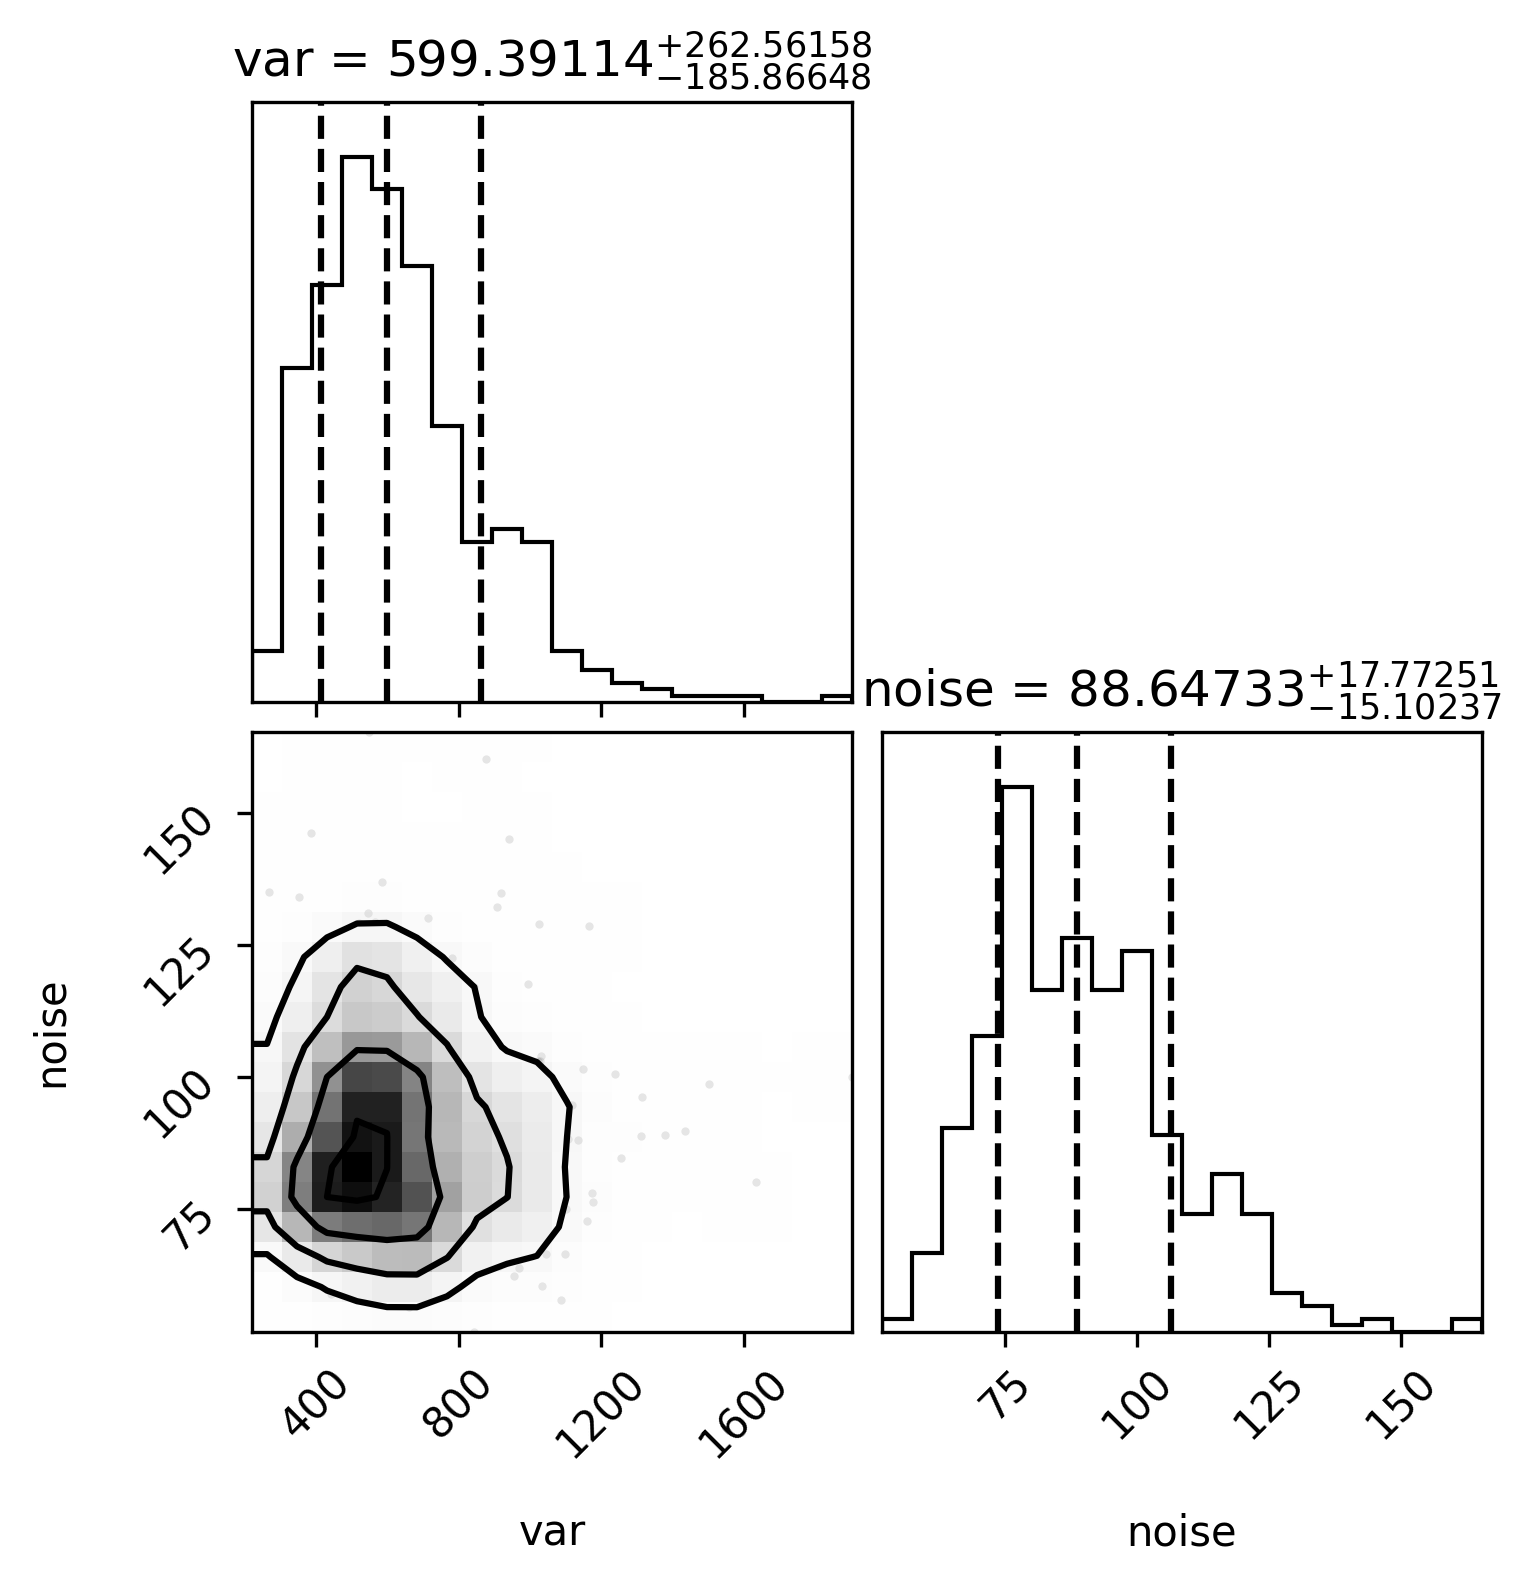 var = 599.39114+262.56158−185.86648
noise = 88.64733+17.77251−15.10237
150
125
100
75
noise
400 800 1200 1600
75 100 125 150
var
noise